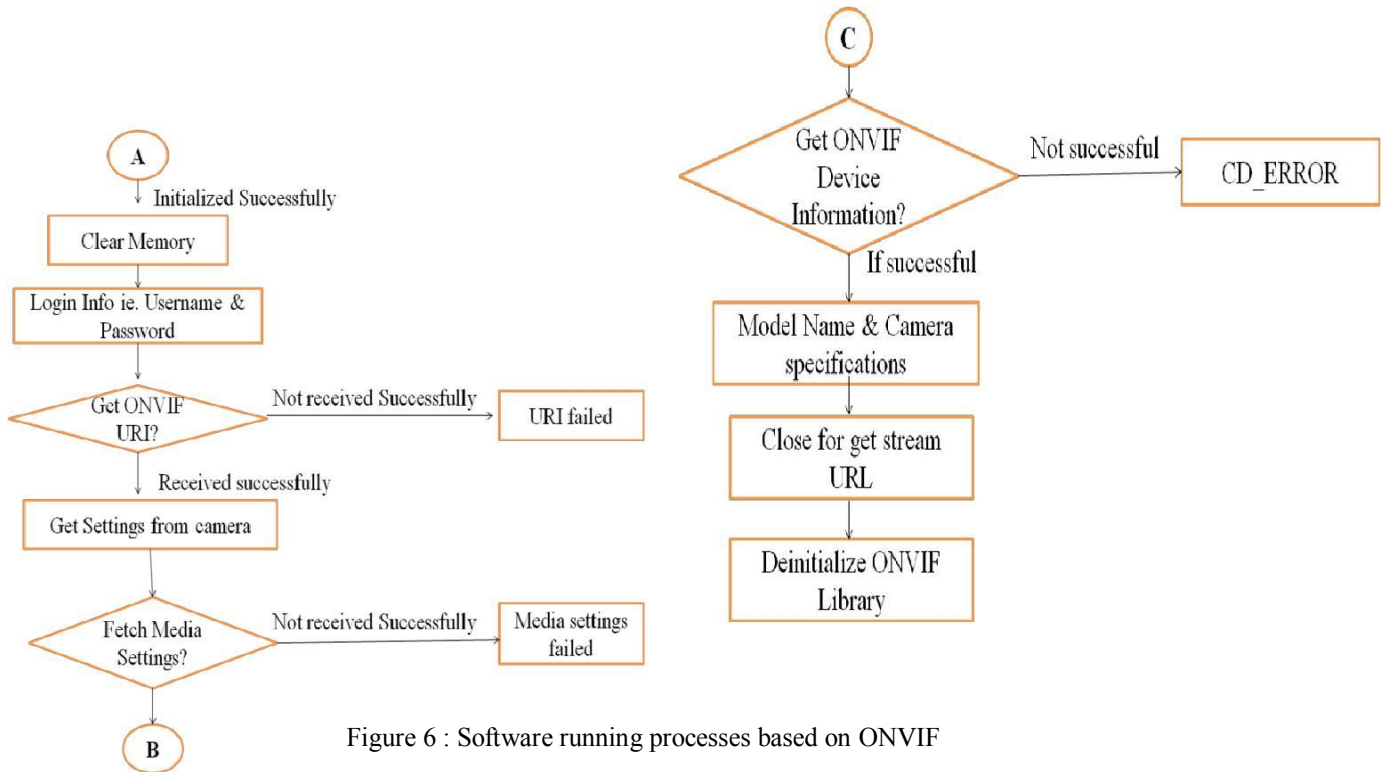 A
Initialized Successfully
Clear Memory
Login Info ie. Username &
Password
Get ONVIF
URI?
Not received Successfully
URI failed
Received successfully
Get Settings from camera
Fetch Media
Settings?
Not received Successfully
Media settings
failed
B
C
Get ONVIF
Device
Information?
Not successful
CD_ERROR
If successful
Model Name & Camera
specifications
Close for get stream
URL
Deinitialize ONVIF
Library
Figure 6 : Software running processes based on ONVIF